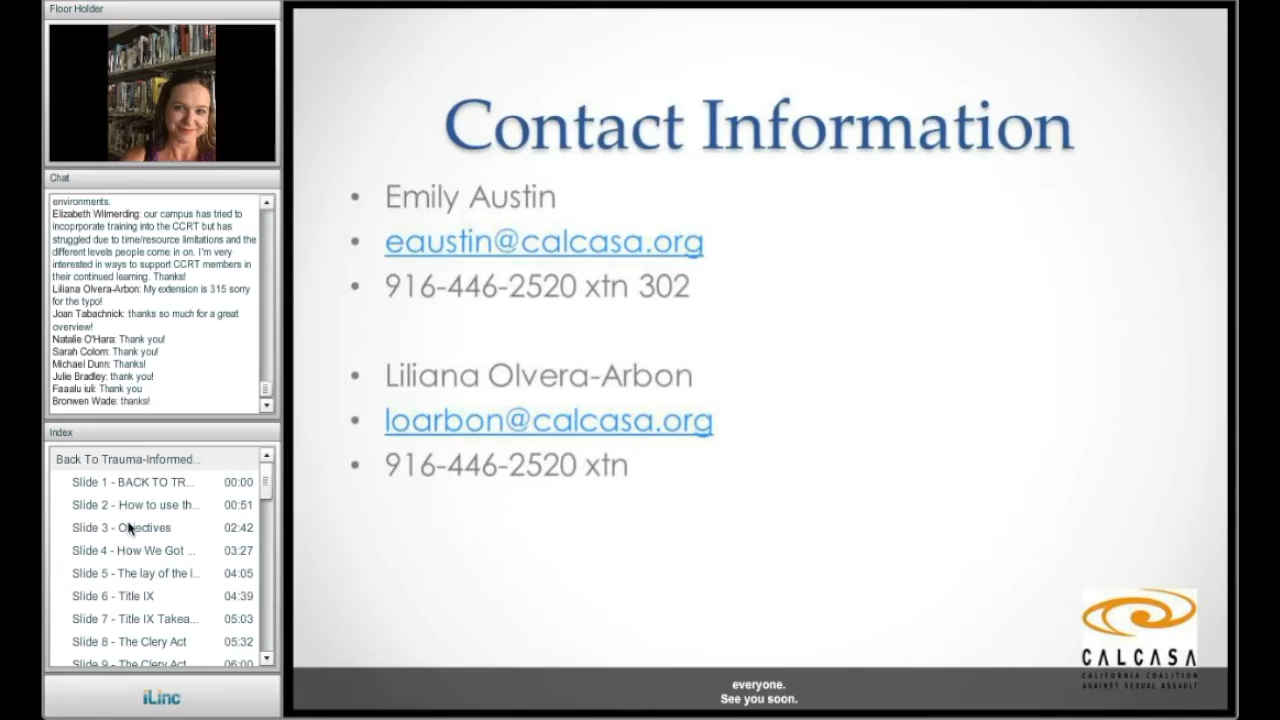 Floor Holder
Chat
environments.
Elizabeth Wilmerding: our campus has tried to
incoprporate training into the CCRT but has
struggled due to time/resource limitations and the
different levels people come in on. I'm very
interested in ways to support CCRT members in
their continued learning. Thanks!
Liliana Olvera-Arbon: My extension is 315 sorry
for the typo!
Joan Tabachnick: thanks so much for a great
overview!
Natalie O'Hara: Thank you!
Sarah Colom: Thank you!
Michael Dunn: Thanks!
Julie Bradley: thank you!
Faaalu iuli: Thank you
Bronwen Wade: thanks!
Index
Back To Trauma-Informed...
Slide 1 - BACK TO TR... 00:00
Slide 2 - How to use th... 00:51
Slide 3 - Objectives 02:42
Slide 4 - How We Got ... 03:27
Slide 5 - The lay of the l... 04:05
Slide 6 - Title IX 04:39
Slide 7 - Title IX Takea... 05:03
Slide 8 - The Clery Act 05:32
Slide 9 - The Clery Act 06:00
iLinc
Contact Information
• Emily Austin
• eaustin@calcasa.org
• 916-446-2520 xtn 302
• Liliana Olvera-Arbon
• loarbon@calcasa.org
• 916-446-2520 xtn
CALCASA
CALIFORNIA COALITION
AGAINST SEXUAL ASSAULT
everyone.
See you soon.